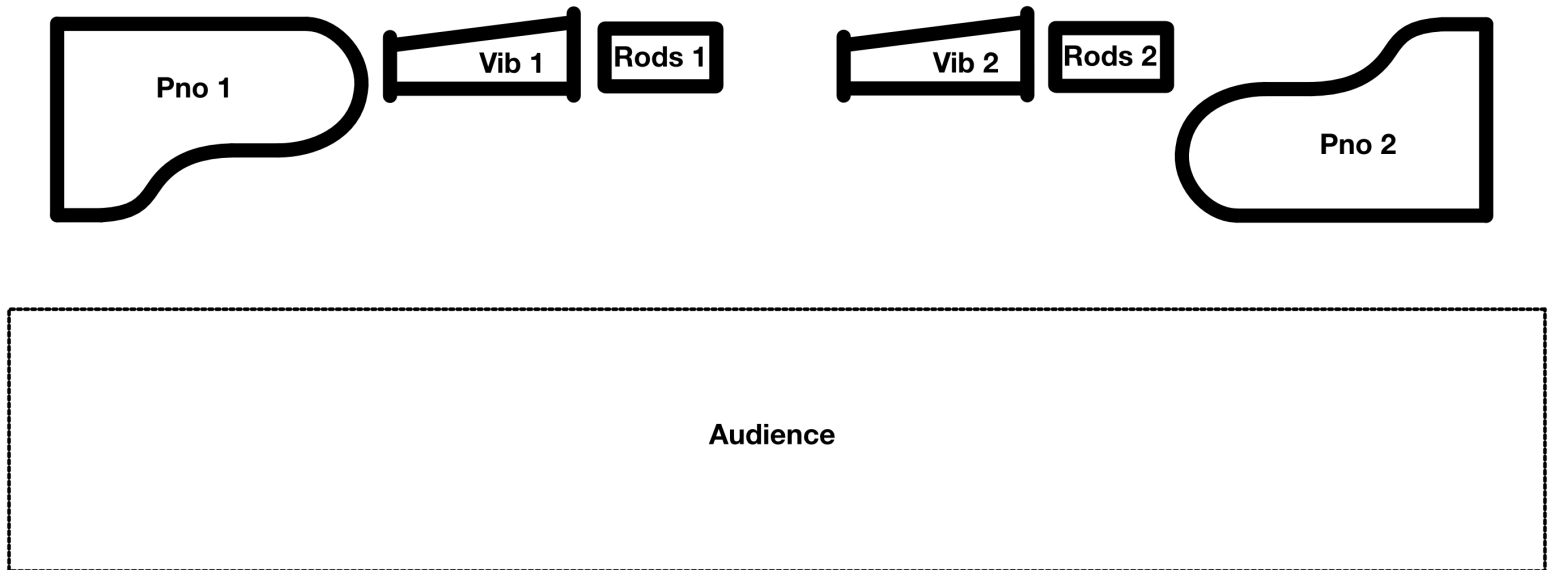 Pno 1
Vib 1
Rods 1
Vib 2
Rods 2
Pno 2
Audience